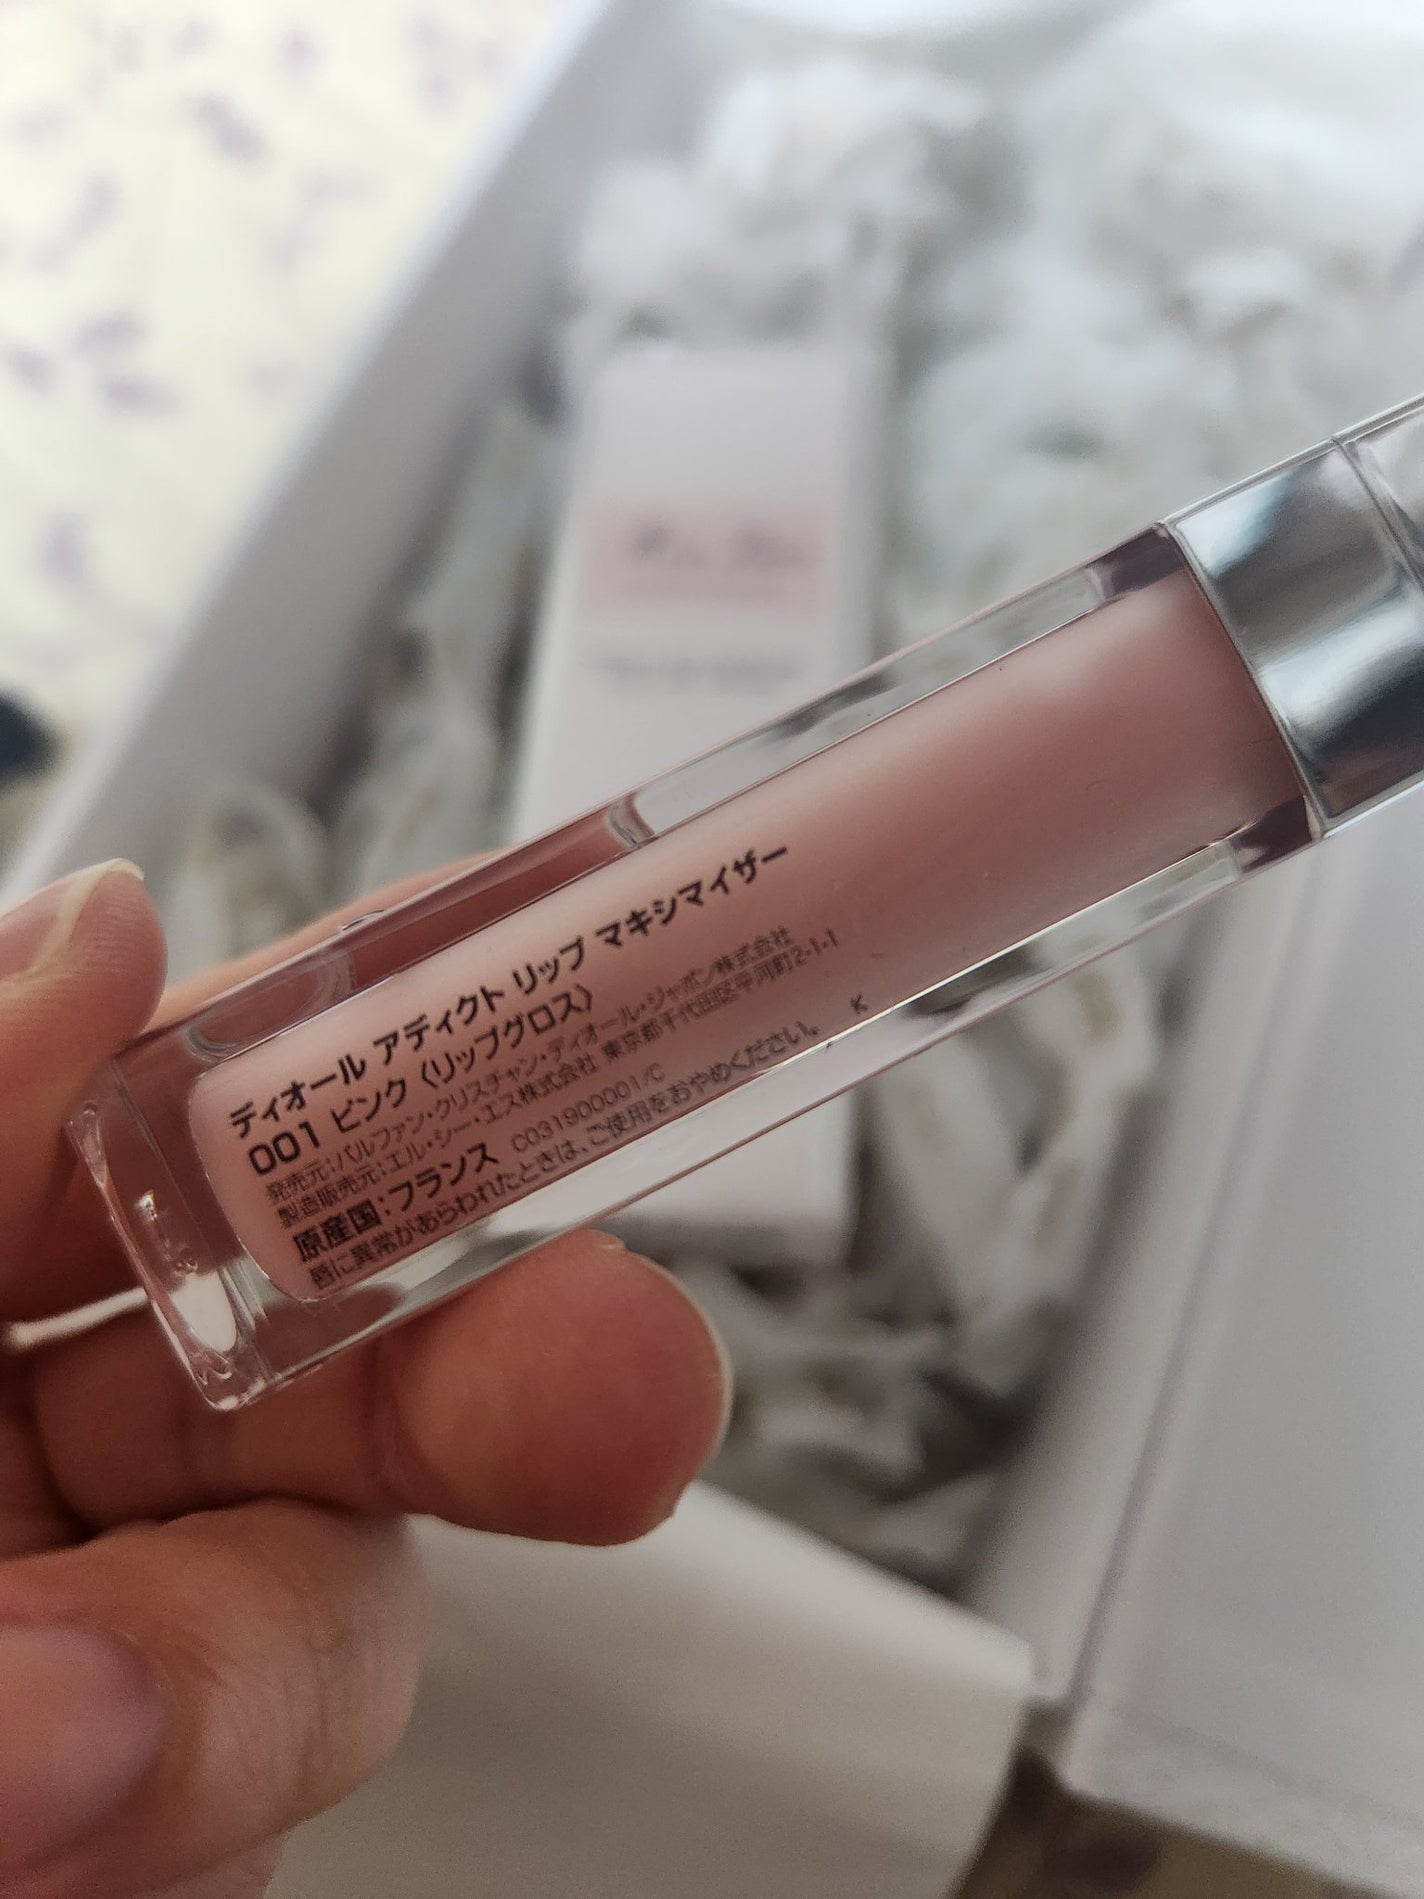 ディオール アディクト リップ マキシマイザー
001 ピンク〈リップグロス〉
発売元:パルファン・クリスチャン・ディオール・ジャポン株式会社
製造販売元:エル・シー・エス株式会社 東京都千代田区平河町2-1-1
原産国:フランス C031900001/C
唇に異常があらわれたときは、ご使用をおやめください。 K